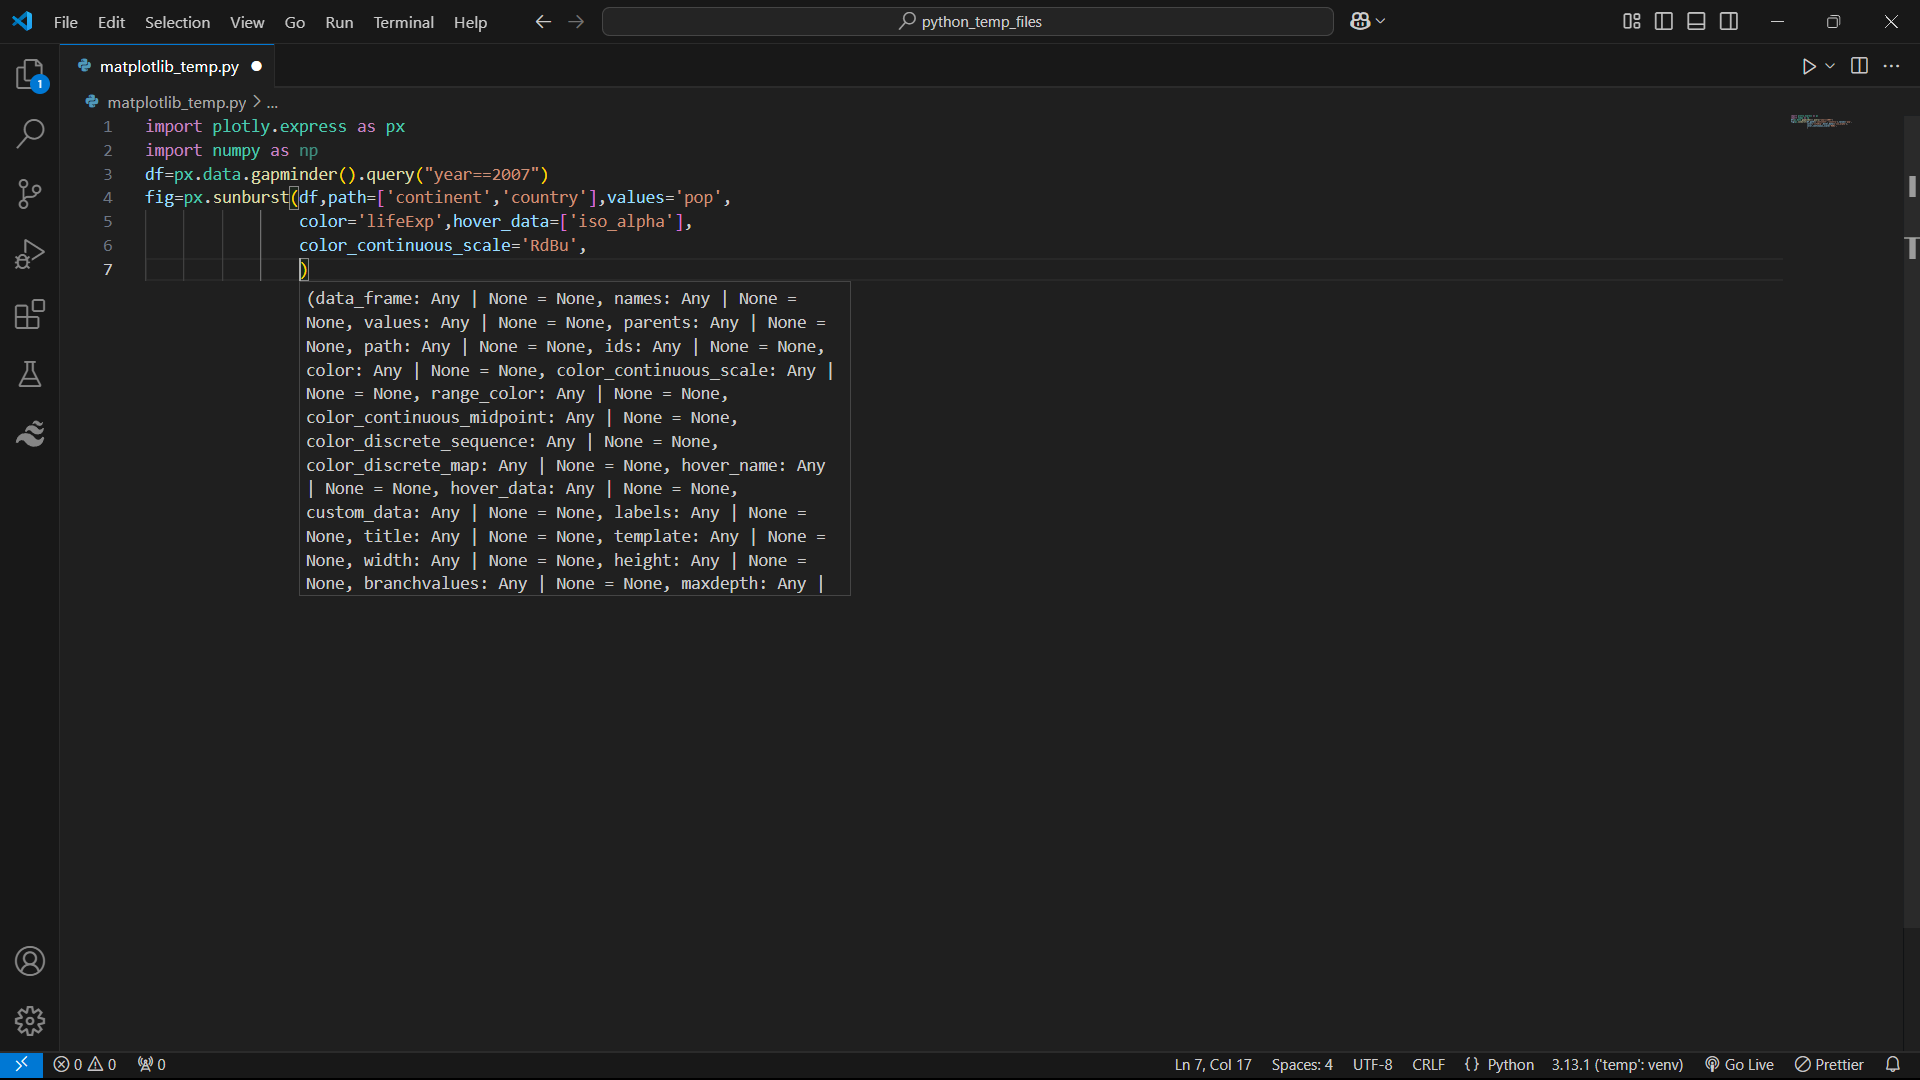 File Edit Selection View Go Run Terminal Help
python_temp_files
1
matplotlib_temp.py
matplotlib_temp.py > ...
1 import plotly.express as px
2 import numpy as np
3 df=px.data.gapminder().query("year==2007")
4 fig=px.sunburst(df,path=['continent','country'],values='pop',
5 color='lifeExp',hover_data=['iso_alpha'],
6 color_continuous_scale='RdBu',
7 )
(data_frame: Any | None = None, names: Any | None =
None, values: Any | None = None, parents: Any | None =
None, path: Any | None = None, ids: Any | None = None,
color: Any | None = None, color_continuous_scale: Any |
None = None, range_color: Any | None = None,
color_continuous_midpoint: Any | None = None,
color_discrete_sequence: Any | None = None,
color_discrete_map: Any | None = None, hover_name: Any
| None = None, hover_data: Any | None = None,
custom_data: Any | None = None, labels: Any | None =
None, title: Any | None = None, template: Any | None =
None, width: Any | None = None, height: Any | None =
None, branchvalues: Any | None = None, maxdepth: Any |
0 0 0 Ln 7, Col 17 Spaces: 4 UTF-8 CRLF {} Python 3.13.1 ('temp': venv) Go Live Prettier